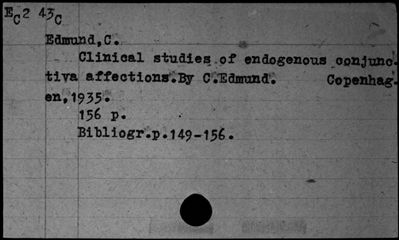 EC2 43C
Edmund,C.
Clinical studies of endogenous conjunc-
tiva affections.By C.Edmund. Copenhag-
en,1935.
156 p.
Bibliogr.p.149-156.